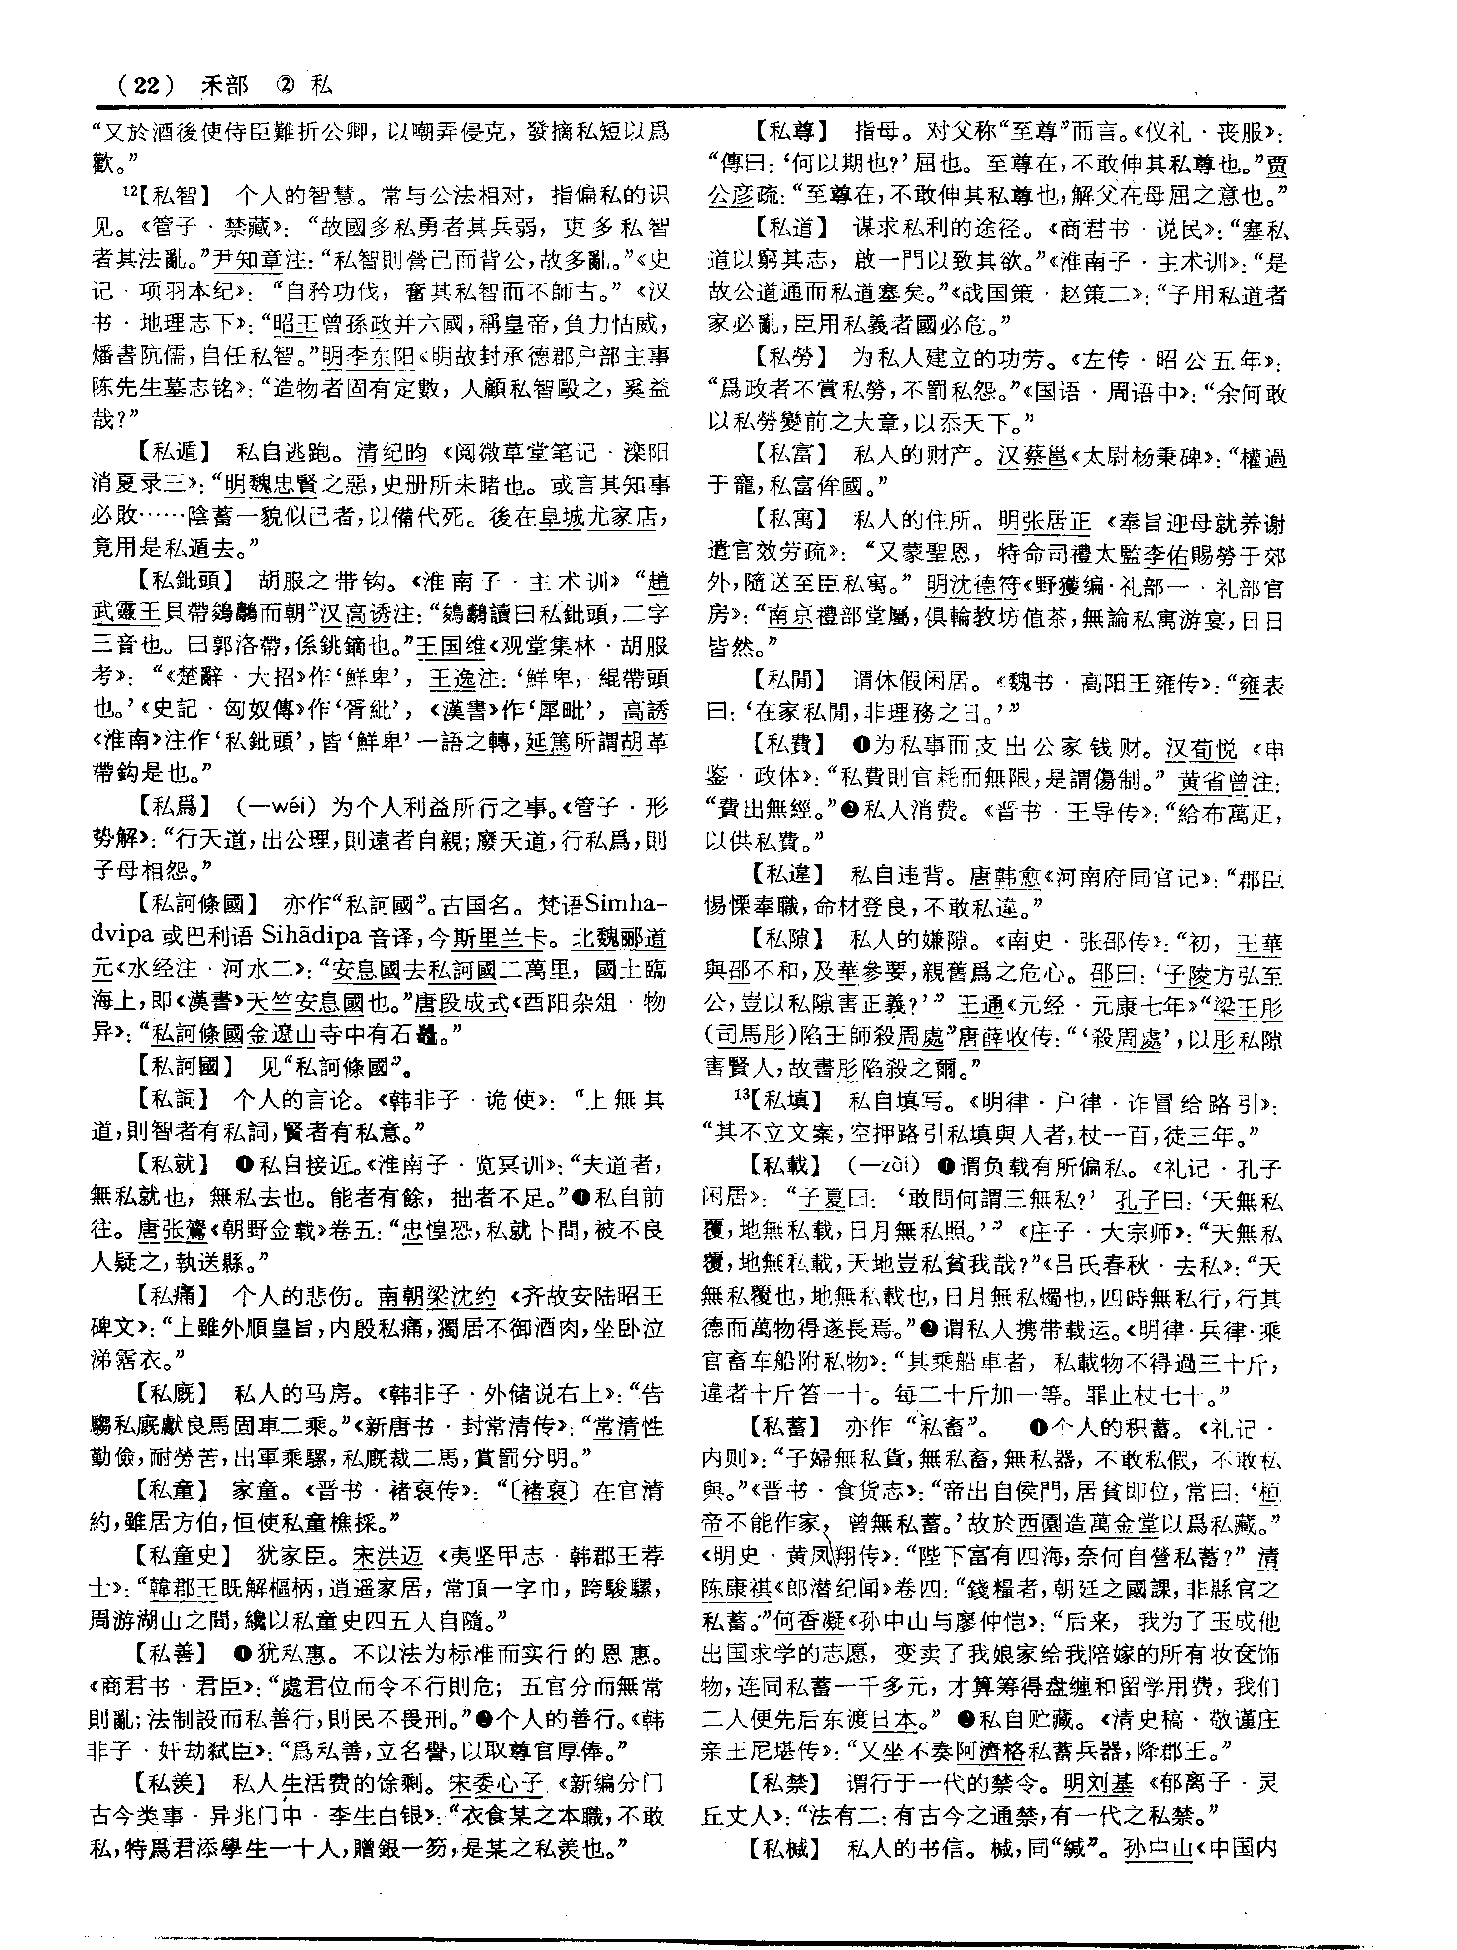 （22） 禾部 ② 私
“又於酒後使侍臣難折公卿，以嘲弄侵克，發摘私短以爲
歡。”
12【私智】 个人的智慧。常与公法相对，指偏私的识
见。《管子·禁藏》：“故國多私勇者其兵弱，吏多私智
者其法亂。”尹知章注：“私智則營己而背公，故多亂。”《史
记·项羽本纪》：“自矜功伐，奮其私智而不師古。”《汉
书·地理志下》：“昭王曾孫政并六國，稱皇帝，負力怙威，
燔書阬儒，自任私智。”明李东阳《明故封承德郎户部主事
陈先生墓志铭》：“造物者固有定數，人顧私智毆之，奚益
哉？”
【私遁】 私自逃跑。清纪昀《阅微草堂笔记·滦阳
消夏录三》：“明魏忠賢之惡，史册所未睹也。或言其知事
必敗……陰蓄一騾似己者，以備代死。後在阜城尤家店，
竟用是私遁去。”
【私鈚頭】 胡服之带钩。《淮南子·主术训》“趙
武靈王貝帶鵕鸃而朝”汉高诱注：“鵕鸃讀曰私鈚頭，二字
三音也。曰郭洛帶，係銚鏑也。”王国维《观堂集林·胡服
考》：“《楚辭·大招》作‘鮮卑’，王逸注：‘鮮卑，緄帶頭
也。’《史記·匈奴傳》作‘胥紕’，《漢書》作‘犀毗’，高誘
《淮南》注作‘私鈚頭’，皆‘鮮卑’一語之轉，延篤所謂胡革
帶鈎是也。”
【私爲】 （—wéi）为个人利益所行之事。《管子·形
势解》：“行天道，出公理，則遠者自親；廢天道，行私爲，則
子母相怨。”
【私訶條國】 亦作“私訶國”。古国名。梵语Simha-
dvipa或巴利语Sihādipa音译，今斯里兰卡。北魏郦道
元《水经注·河水二》：“安息國去私訶國二萬里，國土臨
海上，即《漢書》天竺安息國也。”唐段成式《酉阳杂俎·物
异》：“私訶條國金遼山寺中有石鼉。”
【私訶國】 见“私訶條國”。
【私詞】 个人的言论。《韩非子·诡使》：“上無其
道，則智者有私詞，賢者有私意。”
【私就】 ❶私自接近。《淮南子·览冥训》：“夫道者，
無私就也，無私去也。能者有餘，拙者不足。”❶私自前
往。唐张鷟《朝野佥载》卷五：“忠惶恐，私就卜問，被不良
人疑之，執送縣。”
【私痛】 个人的悲伤。南朝梁沈约《齐故安陆昭王
碑文》：“上雖外順皇旨，内殷私痛，獨居不御酒肉，坐卧泣
涕霑衣。”
【私廐】 私人的马房。《韩非子·外储说右上》：“告
騶私廐獻良馬固車二乘。”《新唐书·封常清传》：“常清性
勤儉，耐勞苦，出軍乘騾，私廐裁二馬，賞罰分明。”
【私童】 家童。《晋书·褚裒传》：“〔褚裒〕在官清
約，雖居方伯，恒使私童樵採。”
【私童史】 犹家臣。宋洪迈《夷坚甲志·韩郡王荐
士》：“韓郡王既解樞柄，逍遥家居，常頂一字巾，跨駿騾，
周游湖山之間，纔以私童史四五人自隨。”
【私善】 ❶犹私惠。不以法为标准而实行的恩惠。
《商君书·君臣》：“處君位而令不行則危；五官分而無常
則亂；法制設而私善行，則民不畏刑。”❷个人的善行。《韩
非子·奸劫弑臣》：“爲私善，立名譽，以取尊官厚俸。”
【私羡】 私人生活费的馀剩。宋委心子《新编分门
古今类事·异兆门中·李生白银》：“衣食某之本職，不敢
私，特爲君添學生一十人，贈銀一笏，是某之私羡也。”
【私尊】 指母。对父称“至尊”而言。《仪礼·丧服》：
“傳曰：‘何以期也？’屈也。至尊在，不敢伸其私尊也。”贾
公彦疏：“至尊在，不敢伸其私尊也，解父在母屈之意也。”
【私道】 谋求私利的途径。《商君书·说民》：“塞私
道以窮其志，啟一門以致其欲。”《淮南子·主术训》：“是
故公道通而私道塞矣。”《战国策·赵策二》：“子用私道者
家必亂，臣用私義者國必危。”
【私勞】 为私人建立的功劳。《左传·昭公五年》：
“爲政者不賞私勞，不罰私怨。”《国语·周语中》：“余何敢
以私勞變前之大章，以忝天下。”
【私富】 私人的财产。汉蔡邕《太尉杨秉碑》：“權過
于寵，私富侔國。”
【私寓】 私人的住所。明张居正《奉旨迎母就养谢
遣官效劳疏》：“又蒙聖恩，特命司禮太監李佑賜勞于郊
外，隨送至臣私寓。”明沈德符《野獲编·礼部一·礼部官
房》：“南京禮部堂屬，俱輪教坊值茶，無論私寓游宴，日日
皆然。”
【私閒】 谓休假闲居。《魏书·高阳王雍传》：“雍表
曰：‘在家私閒，非理務之日。’”
【私費】 ❶为私事而支出公家钱财。汉荀悦《申
鉴·政体》：“私費則官耗而無限，是謂傷制。”黄省曾注：
“費出無經。”❷私人消费。《晋书·王导传》：“給布萬疋，
以供私費。”
【私違】 私自违背。唐韩愈《河南府同官记》：“郡臣
惕慄奉職，命材登良，不敢私違。”
【私隙】 私人的嫌隙。《南史·张邵传》：“初，王華
與邵不和，及華參要，親舊爲之危心。邵曰：‘子陵方弘至
公，豈以私隙害正義？’”王通《元经·元康七年》“梁王肜
（司馬肜）陷王師殺周處”唐薛收传：“‘殺周處’，以肜私隙
害賢人，故書肜陷殺之爾。”
13【私填】 私自填写。《明律·户律·诈冒给路引》：
“其不立文案，空押路引私填與人者，杖一百，徒三年。”
【私載】 （—zài）❶谓负载有所偏私。《礼记·孔子
闲居》：“子夏曰：‘敢問何謂三無私？’孔子曰：‘天無私
覆，地無私載，日月無私照。’”《庄子·大宗师》：“天無私
覆，地無私載，天地豈私貧我哉？”《吕氏春秋·去私》：“天
無私覆也，地無私載也，日月無私燭也，四時無私行，行其
德而萬物得遂長焉。”❷谓私人携带载运。《明律·兵律·乘
官畜车船附私物》：“其乘船車者，私載物不得過三十斤，
違者十斤笞一十。每二十斤加一等。罪止杖七十。”
【私蓄】 亦作“私畜”。 ❶个人的积蓄。《礼记·
内则》：“子婦無私貨，無私畜，無私器，不敢私假，不敢私
與。”《晋书·食货志》：“帝出自侯門，居貧即位，常曰：‘桓
帝不能作家，曾無私蓄。’故於西園造萬金堂以爲私藏。”
《明史·黄凤翔传》：“陛下富有四海，奈何自營私蓄？”清
陈康祺《郎潜纪闻》卷四：“錢糧者，朝廷之國課，非縣官之
私蓄。”何香凝《孙中山与廖仲恺》：“后来，我为了玉成他
出国求学的志愿，变卖了我娘家给我陪嫁的所有妆奁饰
物，连同私蓄一千多元，才算筹得盘缠和留学用费，我们
二人便先后东渡日本。”❷私自贮藏。《清史稿·敬谨庄
亲王尼堪传》：“又坐不奏阿濟格私蓄兵器，降郡王。”
【私禁】 谓行于一代的禁令。明刘基《郁离子·灵
丘丈人》：“法有二：有古今之通禁，有一代之私禁。”
【私椷】 私人的书信。椷，同“緘”。孙中山《中国内